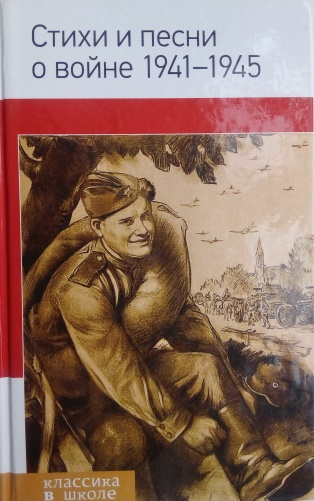 Стихи и песни
о войне 1941–1945
классика
в школе